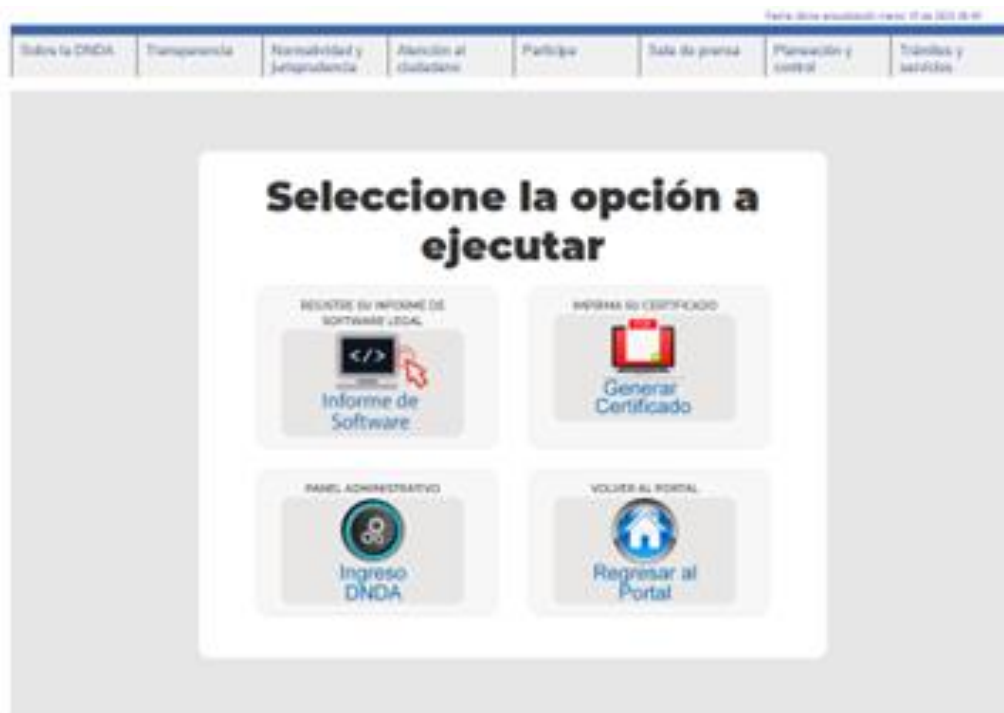 Sobre la DNDA
Transparencia
Normatividad y
jurisprudencia
Atención al
ciudadano
Participa
Sala de prensa
Planeación y
control
Trámites y
servicios
Seleccione la opción a
ejecutar
REGISTRE SU INFORME DE
SOFTWARE LEGAL
</>
Informe de
Software
IMPRIMA SU CERTIFICADO
PDF
Generar
Certificado
PANEL ADMINISTRATIVO
Ingreso
DNDA
VOLVER AL PORTAL
Regresar al
Portal